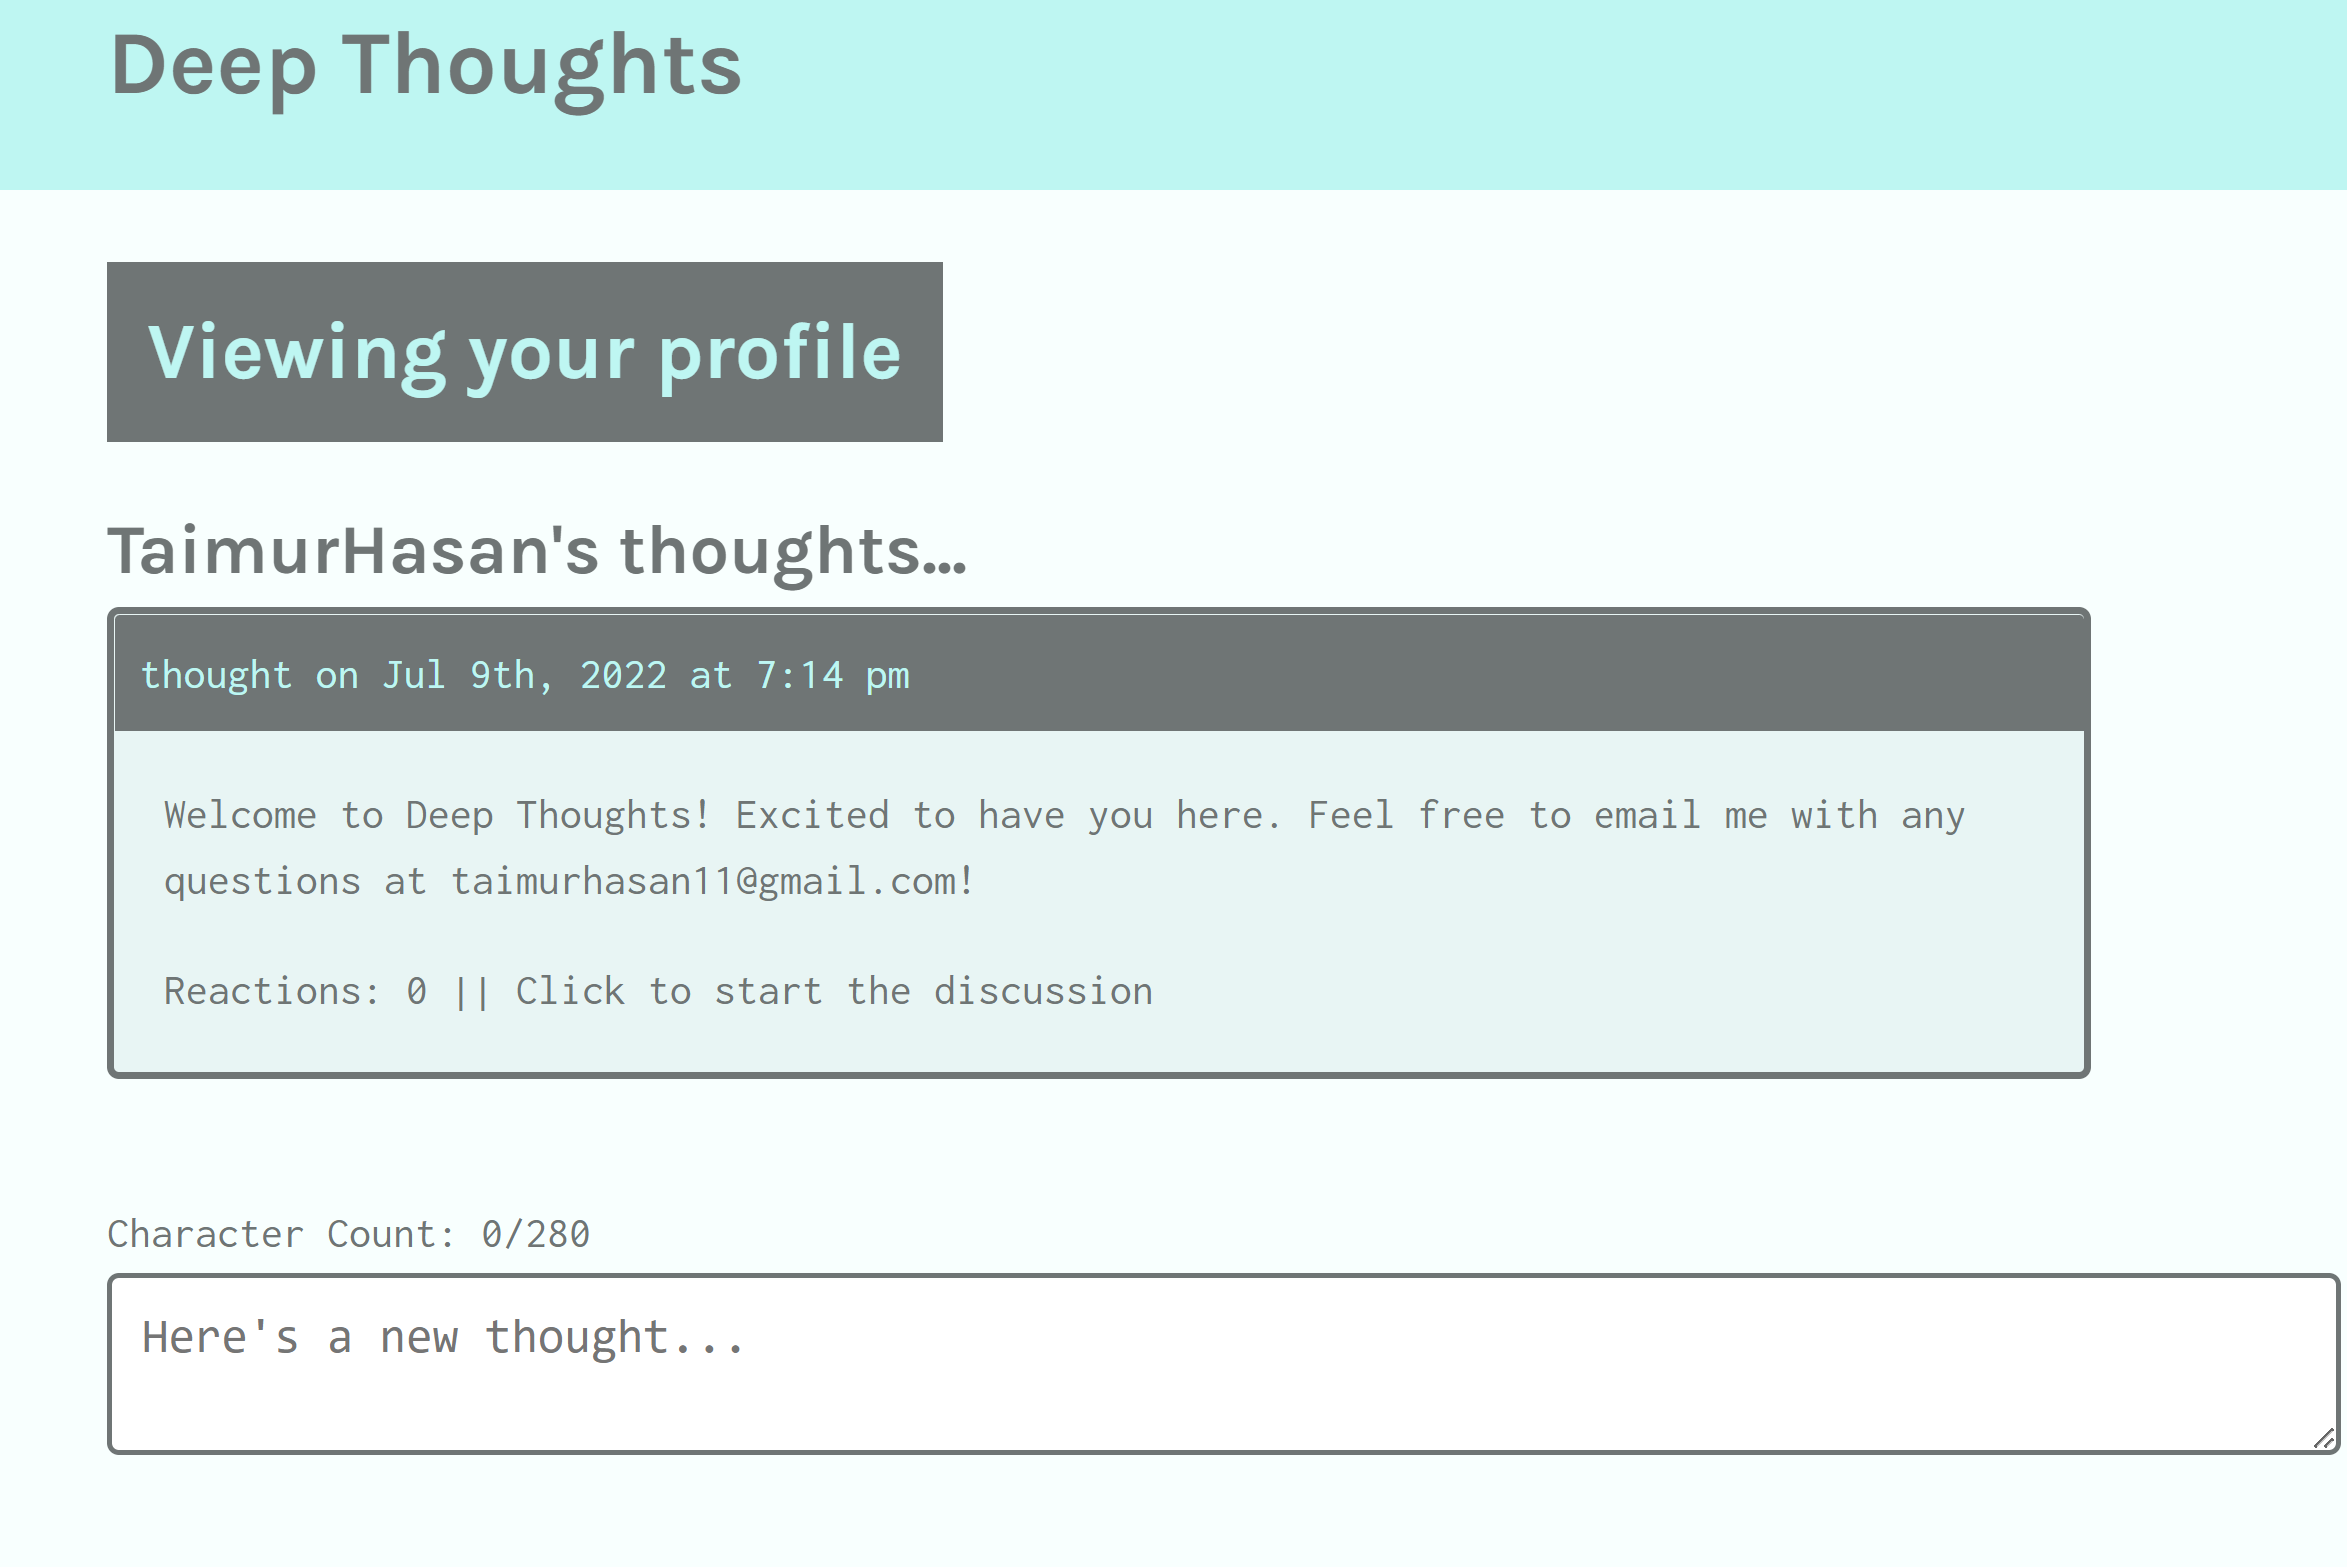 Deep Thoughts
Viewing your profile
TaimurHasan's thoughts...
thought on Jul 9th, 2022 at 7:14 pm
Welcome to Deep Thoughts! Excited to have you here. Feel free to email me with any
questions at taimurhasan11@gmail.com!
Reactions: 0 || Click to start the discussion
Character Count: 0/280
Here's a new thought...